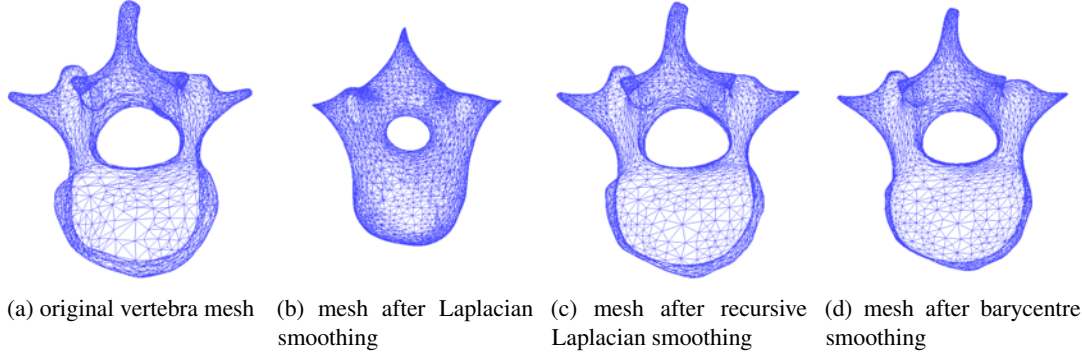 (a) original vertebra mesh
(b) mesh after Laplacian
smoothing
(c) mesh after recursive
Laplacian smoothing
(d) mesh after barycentre
smoothing